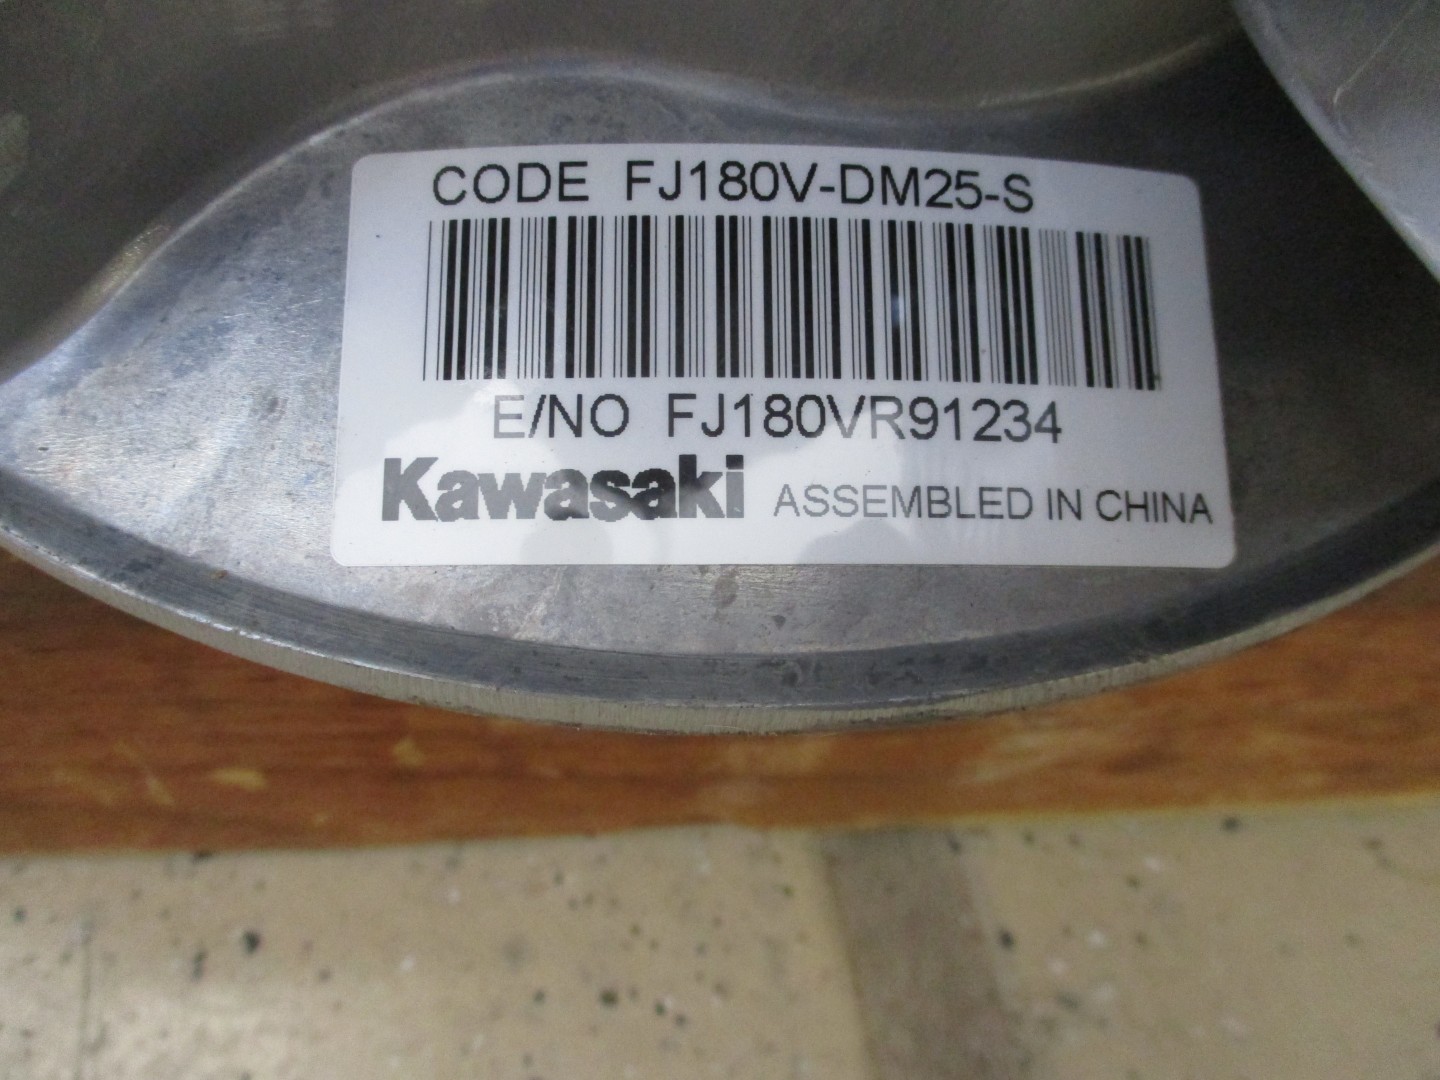 CODE FJ180V-DM25-S
E/NO FJ180VR91234
Kawasaki ASSEMBLED IN CHINA